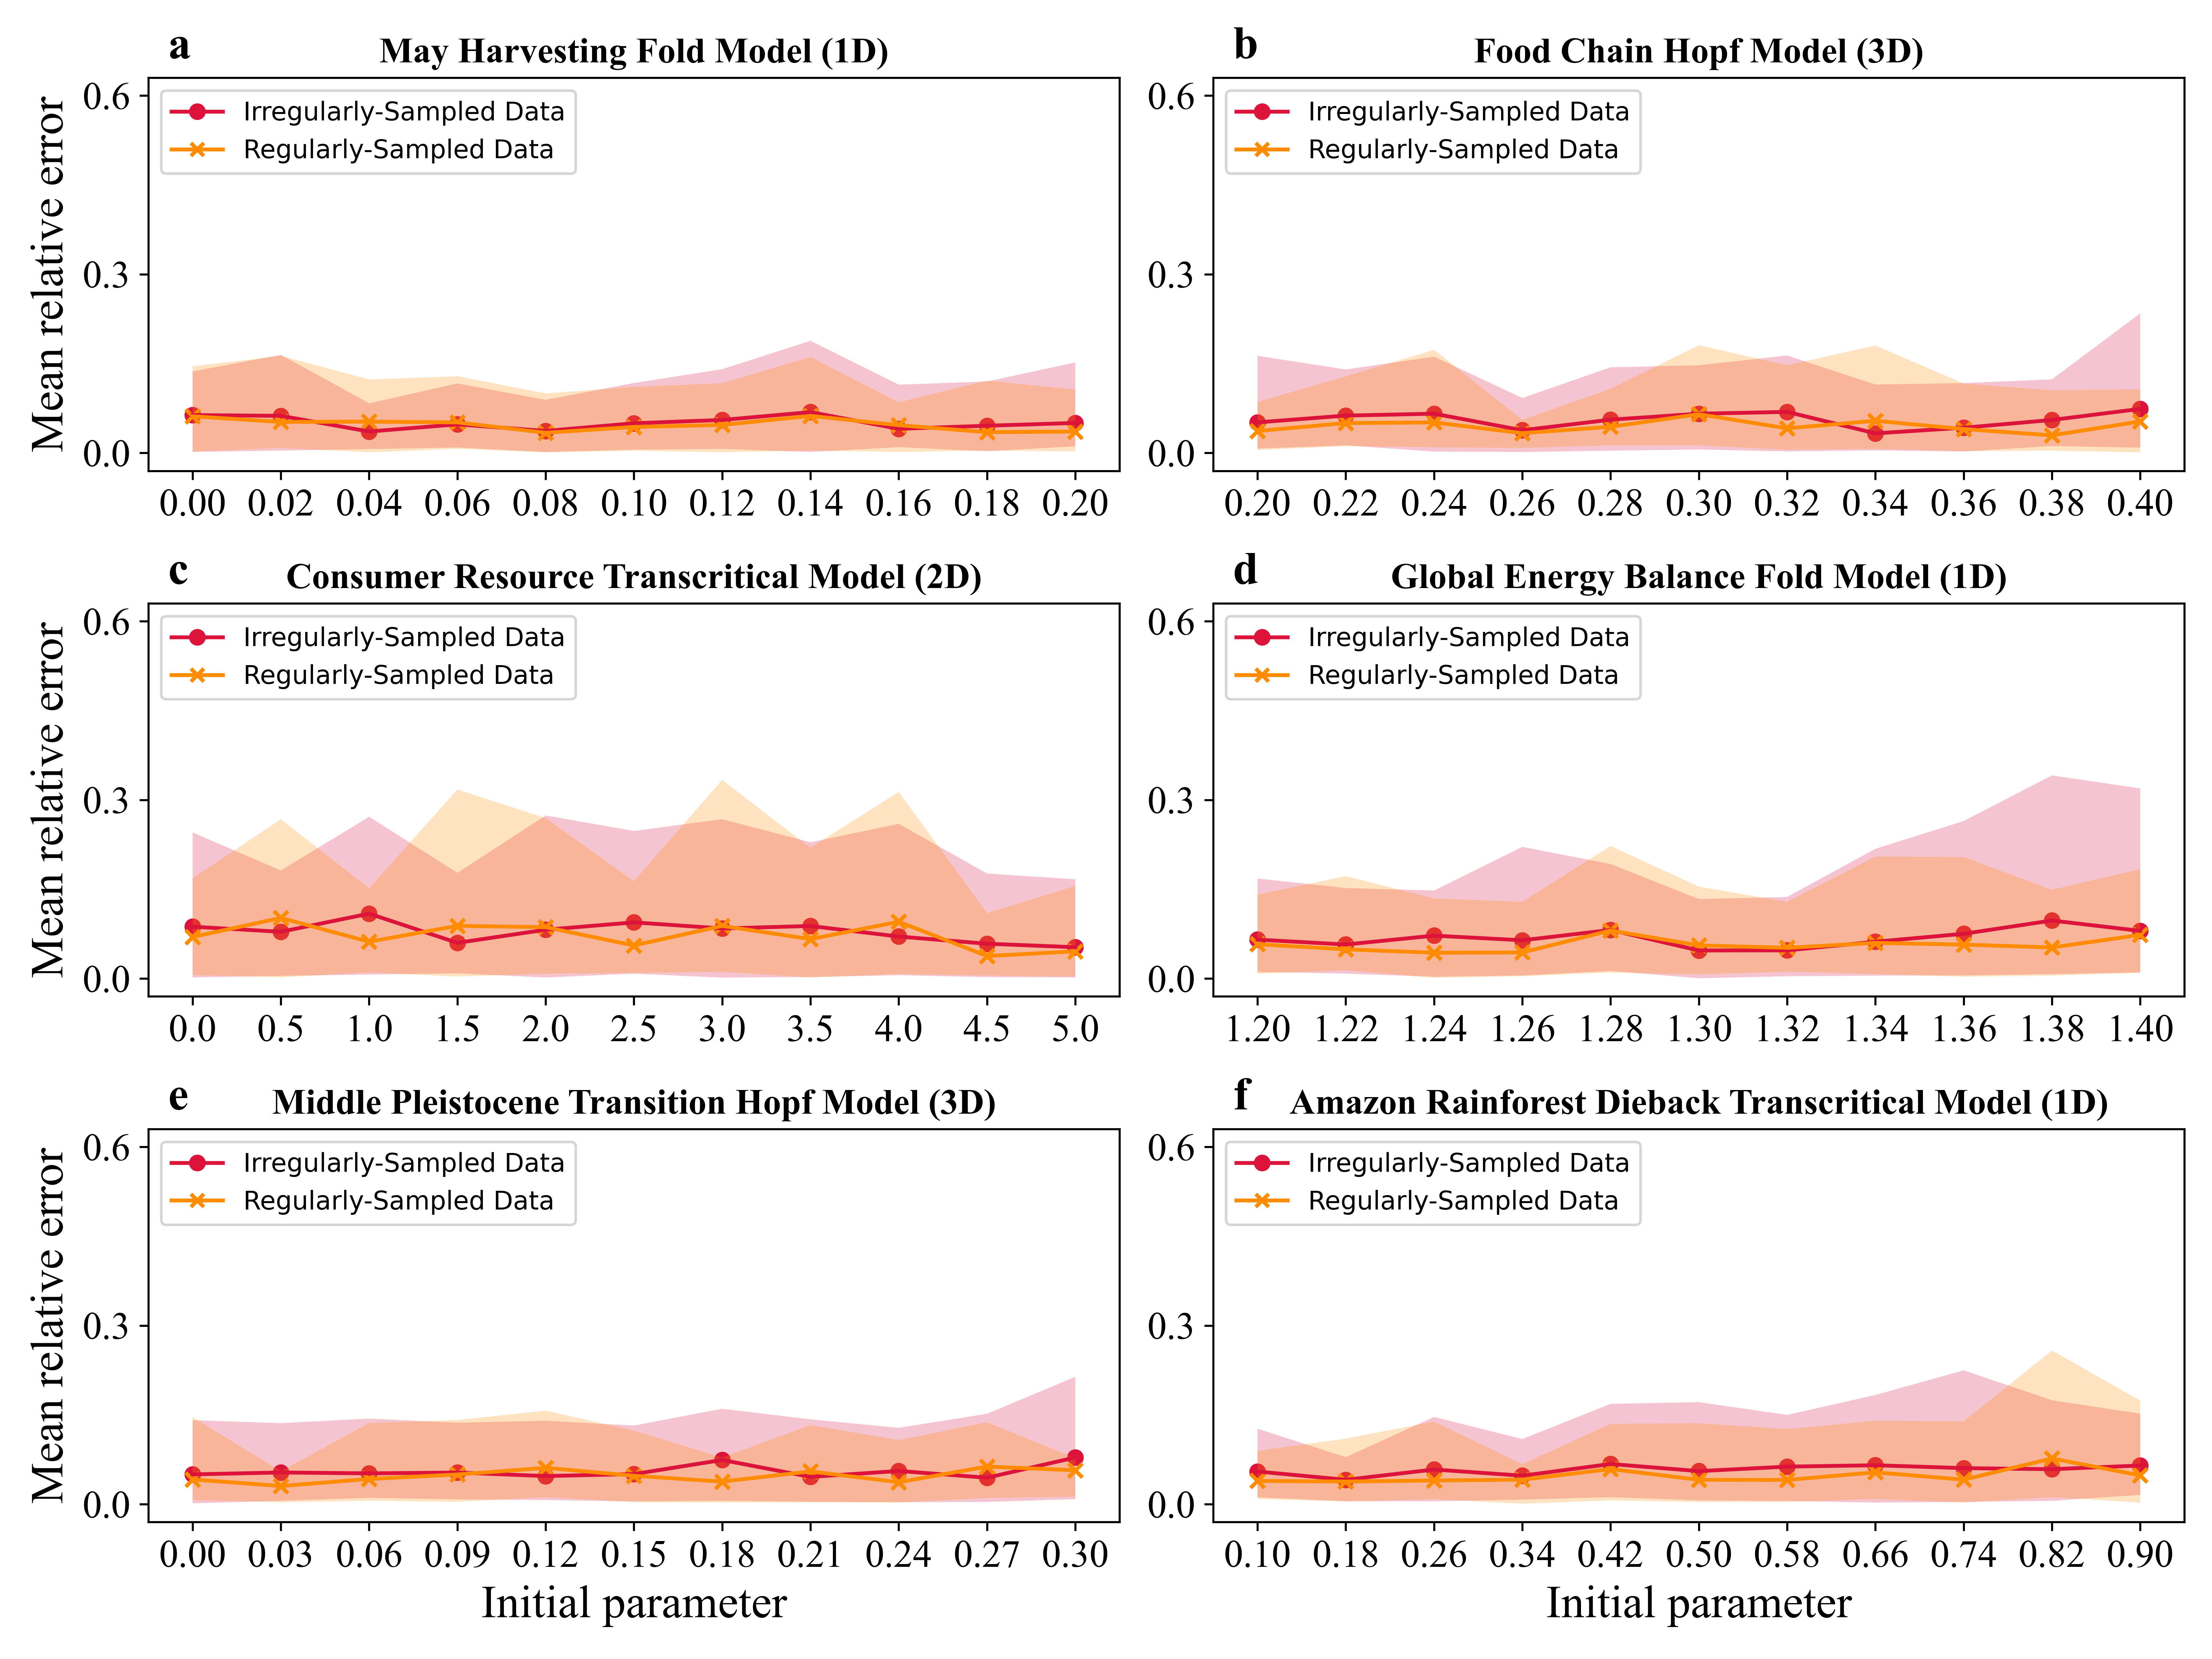 a May Harvesting Fold Model (1D)
Mean relative error
0.6
0.3
0.0
Irregularly-Sampled Data
Regularly-Sampled Data
0.00 0.02 0.04 0.06 0.08 0.10 0.12 0.14 0.16 0.18 0.20
b Food Chain Hopf Model (3D)
0.6
0.3
0.0
Irregularly-Sampled Data
Regularly-Sampled Data
0.20 0.22 0.24 0.26 0.28 0.30 0.32 0.34 0.36 0.38 0.40
c Consumer Resource Transcritical Model (2D)
Mean relative error
0.6
0.3
0.0
Irregularly-Sampled Data
Regularly-Sampled Data
0.0 0.5 1.0 1.5 2.0 2.5 3.0 3.5 4.0 4.5 5.0
d Global Energy Balance Fold Model (1D)
0.6
0.3
0.0
Irregularly-Sampled Data
Regularly-Sampled Data
1.20 1.22 1.24 1.26 1.28 1.30 1.32 1.34 1.36 1.38 1.40
e Middle Pleistocene Transition Hopf Model (3D)
Mean relative error
0.6
0.3
0.0
Irregularly-Sampled Data
Regularly-Sampled Data
0.00 0.03 0.06 0.09 0.12 0.15 0.18 0.21 0.24 0.27 0.30
Initial parameter
f Amazon Rainforest Dieback Transcritical Model (1D)
0.6
0.3
0.0
Irregularly-Sampled Data
Regularly-Sampled Data
0.10 0.18 0.26 0.34 0.42 0.50 0.58 0.66 0.74 0.82 0.90
Initial parameter